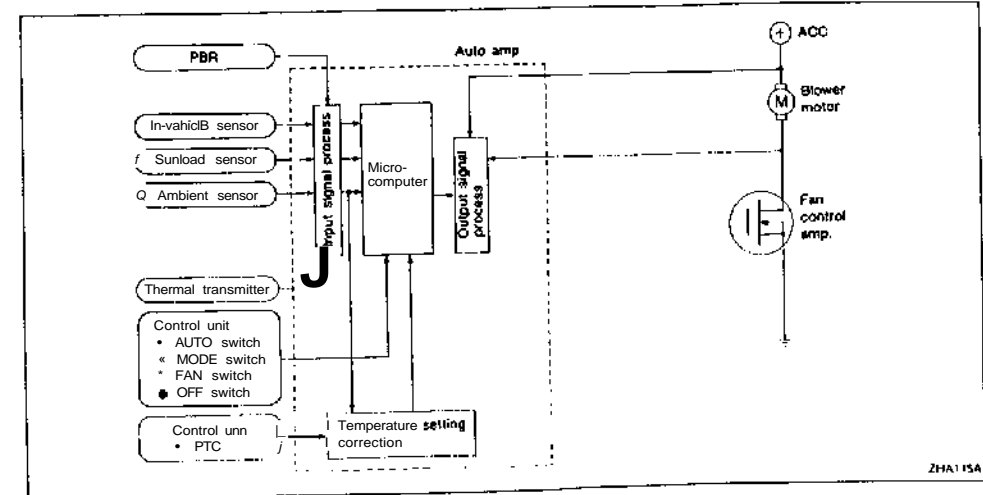 PBR
Auto amp
ACC
Blower
motor
M
In-vahiclB sensor
f Sunload sensor
Q Ambient sensor
Input signal process
Micro-
computer
Output signal
process
Fan
control
amp.
J
Thermal transmitter
Control unit
• AUTO switch
« MODE switch
* FAN switch
● OFF switch
Control unn
• PTC
j
Temperature setting
correction
ZHA115A